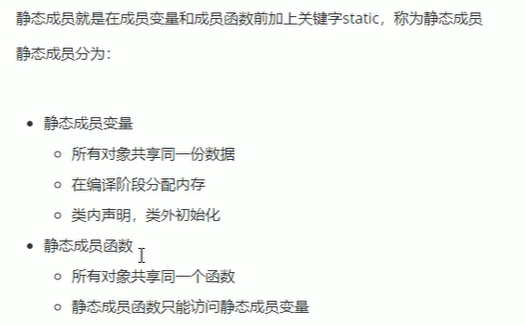 静态成员就是在成员变量和成员函数前加上关键字static，称为静态成员
静态成员分为：
静态成员变量
所有对象共享同一份数据
在编译阶段分配内存
类内声明，类外初始化
静态成员函数
所有对象共享同一个函数
静态成员函数只能访问静态成员变量